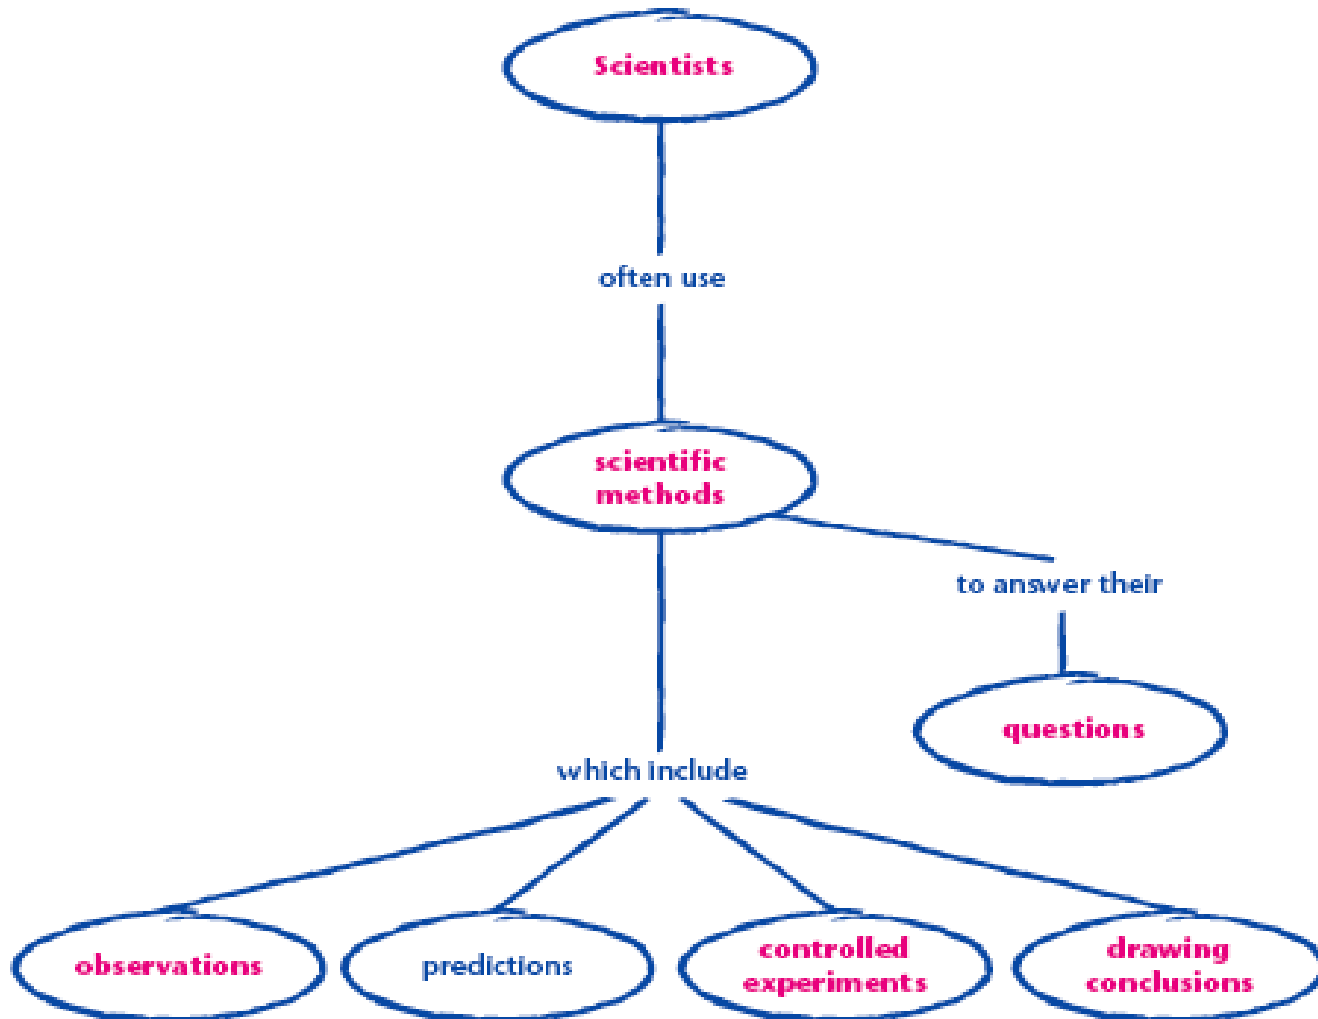 Scientists
often use
scientific
methods
to answer their
questions
which include
observations
predictions
controlled
experiments
drawing
conclusions